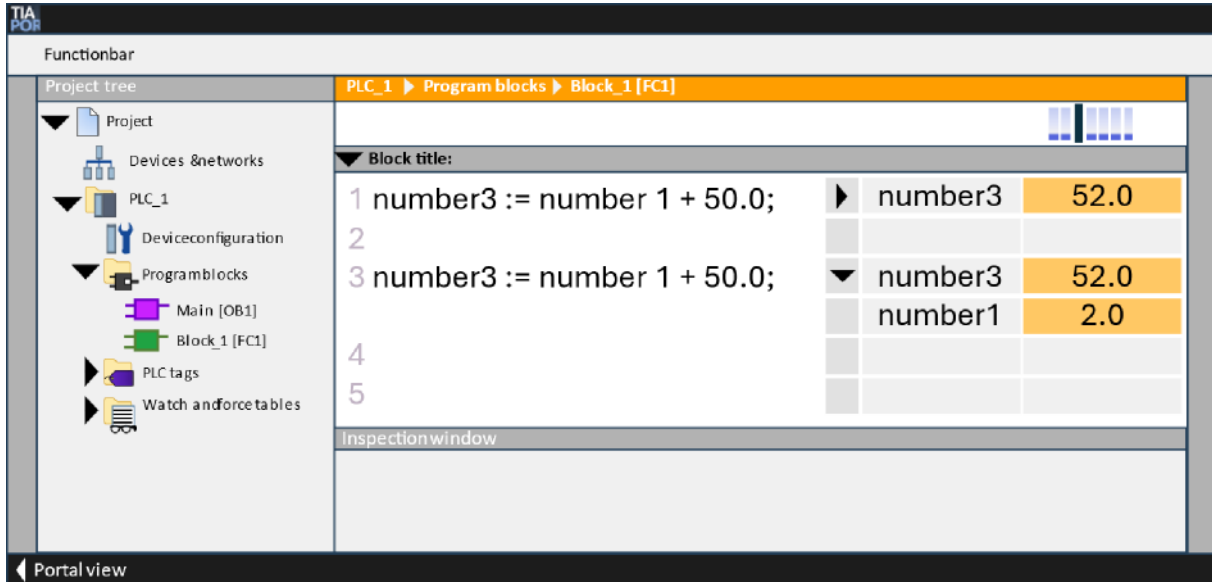 TIA
POR
Functionbar
Project tree
Project
Devices &networks
PLC_1
Deviceconfiguration
Programblocks
Main [OB1]
Block_1 [FC1]
PLC tags
Watch andforcetables
PLC_1 Program blocks Block_1 [FC1]
Block title:
1 number3 := number 1 + 50.0; number3 52.0
2
3 number3 := number 1 + 50.0; number3 52.0
number1 2.0
4
5
Inspectionwindow
Portal view